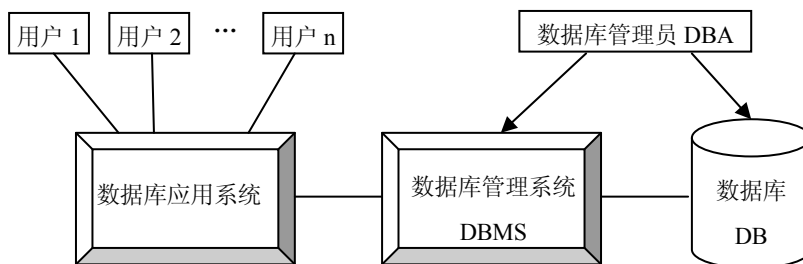 用户 1
用户 2
···
用户 n
数据库管理员 DBA
数据库应用系统
数据库管理系统
DBMS
数据库
DB